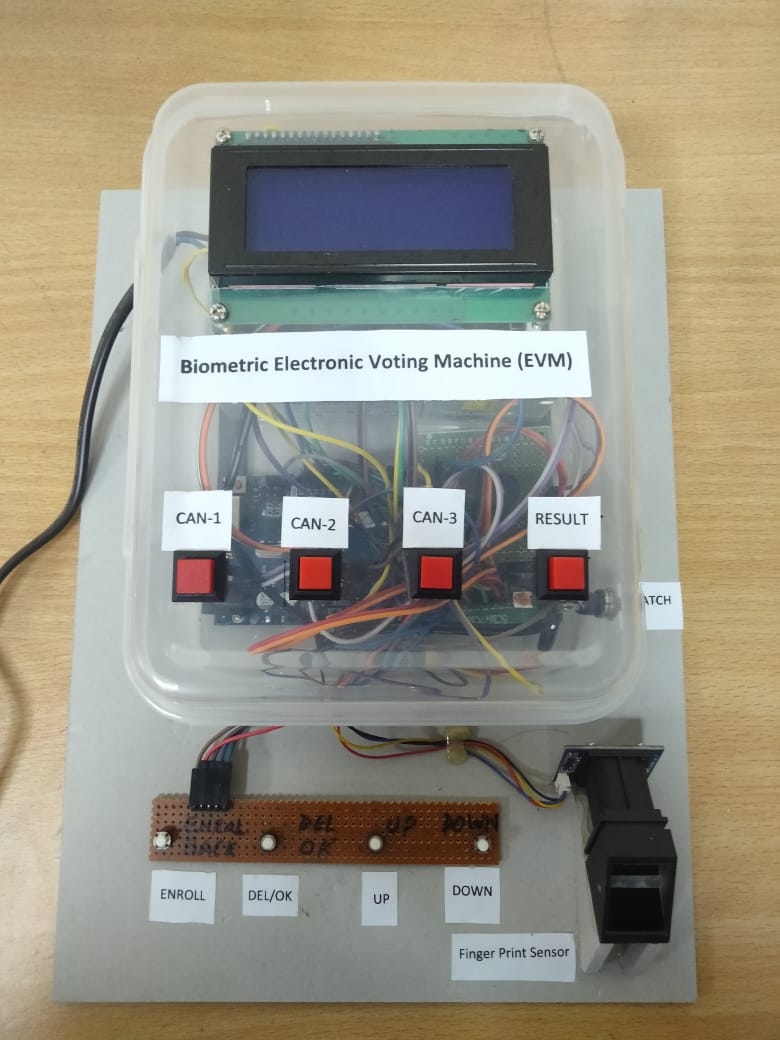 Biometric Electronic Voting Machine (EVM)
CAN-1
CAN-2
CAN-3
RESULT
ATCH
DEL
UP
DOWN
BACK
OK
ENROLL
DEL/OK
UP
DOWN
Finger Print Sensor